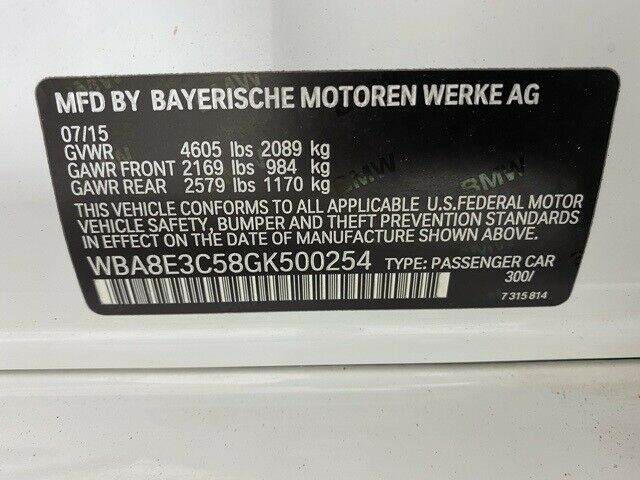 MFD BY BAYERISCHE MOTOREN WERKE AG
07/15
GVWR 4605 lbs 2089 kg
GAWR FRONT 2169 lbs 984 kg
GAWR REAR 2579 lbs 1170 kg
THIS VEHICLE CONFORMS TO ALL APPLICABLE U.S.FEDERAL MOTOR
VEHICLE SAFETY, BUMPER AND THEFT PREVENTION STANDARDS
IN EFFECT ON THE DATE OF MANUFACTURE SHOWN ABOVE.
WBA8E3C58GK500254 TYPE: PASSENGER CAR
300/
7 315 814
BMW
BMW